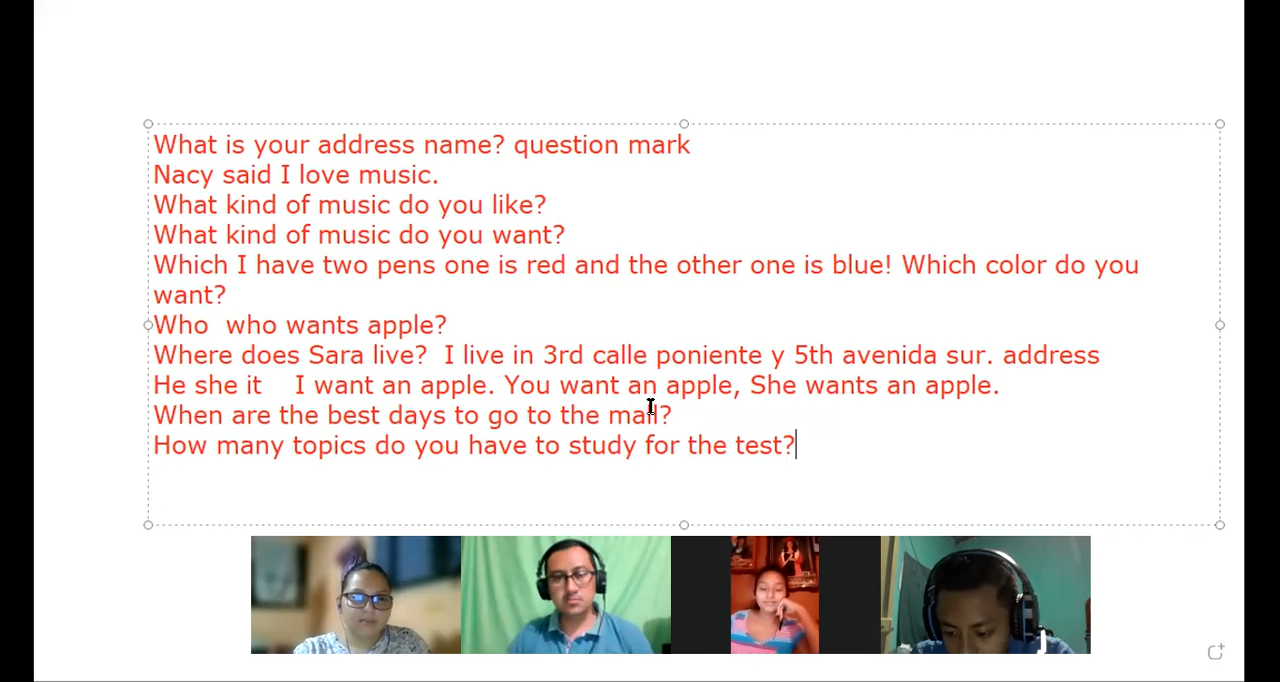 What is your address name? question mark
Nacy said I love music.
What kind of music do you like?
What kind of music do you want?
Which I have two pens one is red and the other one is blue! Which color do you
want?
Who  who wants apple?
Where does Sara live?  I live in 3rd calle poniente y 5th avenida sur. address
He she it    I want an apple. You want an apple, She wants an apple.
When are the best days to go to the mail?
How many topics do you have to study for the test?